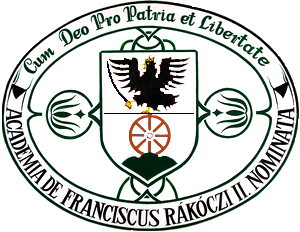 Cum Deo Pro Patria et Libertate
ACADEMIA DE FRANCISCUS RÁKÓCZI II. NOMINATA